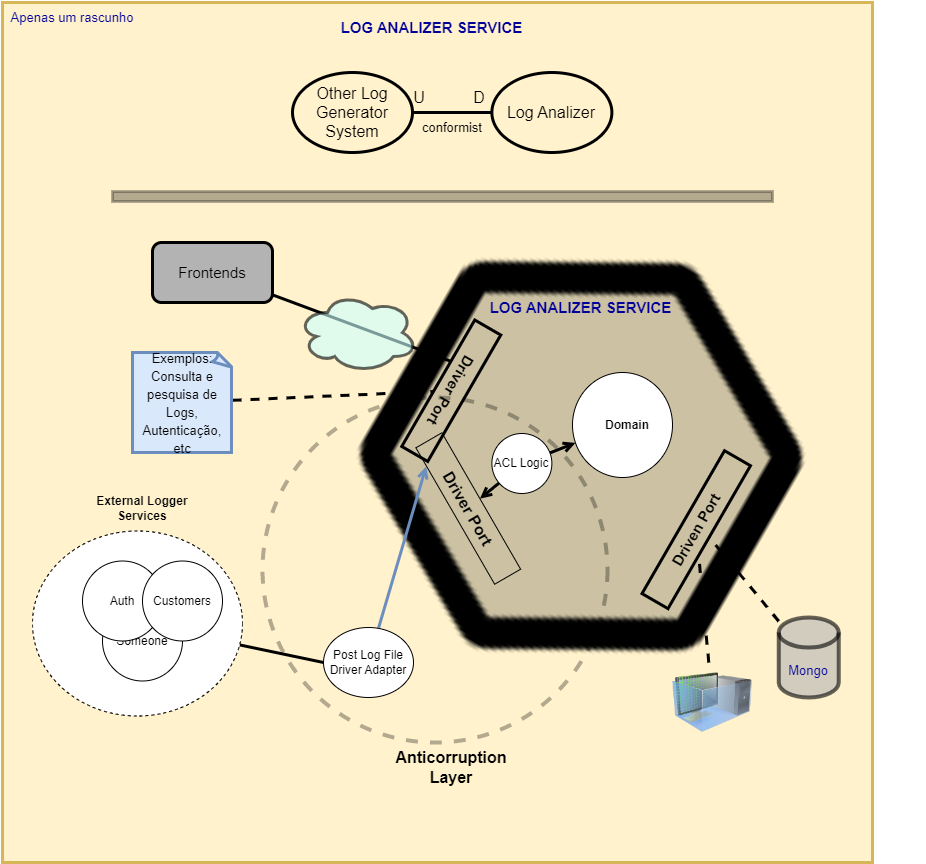 Apenas um rascunho
LOG ANALIZER SERVICE
Other Log
Generator
System
U
D
conformist
Log Analizer
Frontends
LOG ANALIZER SERVICE
Driver Port
Exemplos:
Consulta e
pesquisa de
Logs,
Autenticação,
etc
Domain
ACL Logic
Driver Port
Driven Port
External Logger
Services
Auth
Customers
Someone
Post Log File
Driver Adapter
Mongo
Anticorruption
Layer